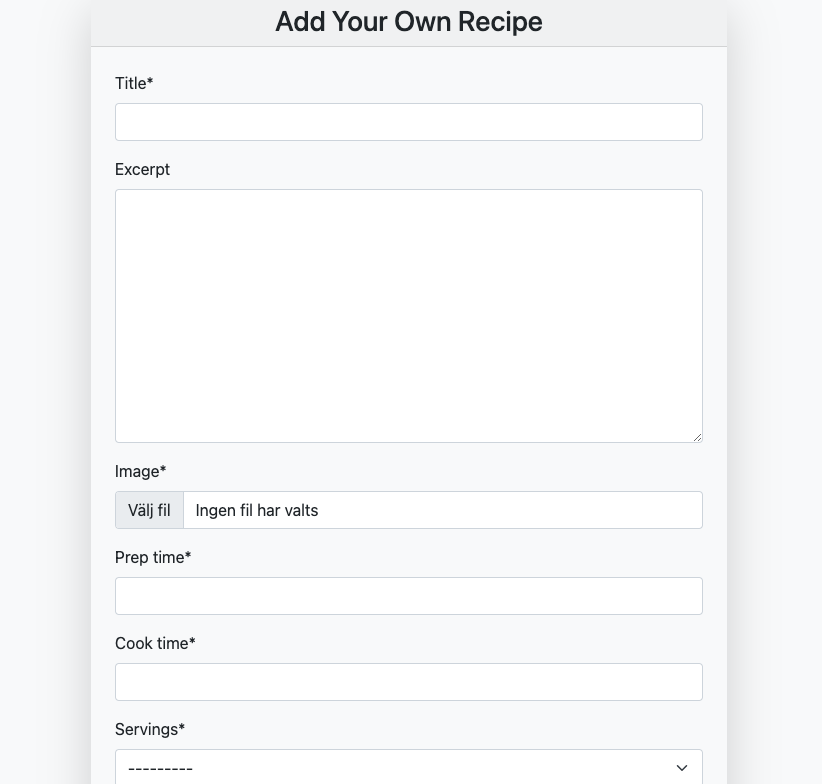 Add Your Own Recipe
Title*
Excerpt
Image*
Välj fil Ingen fil har valts
Prep time*
Cook time*
Servings*
---------